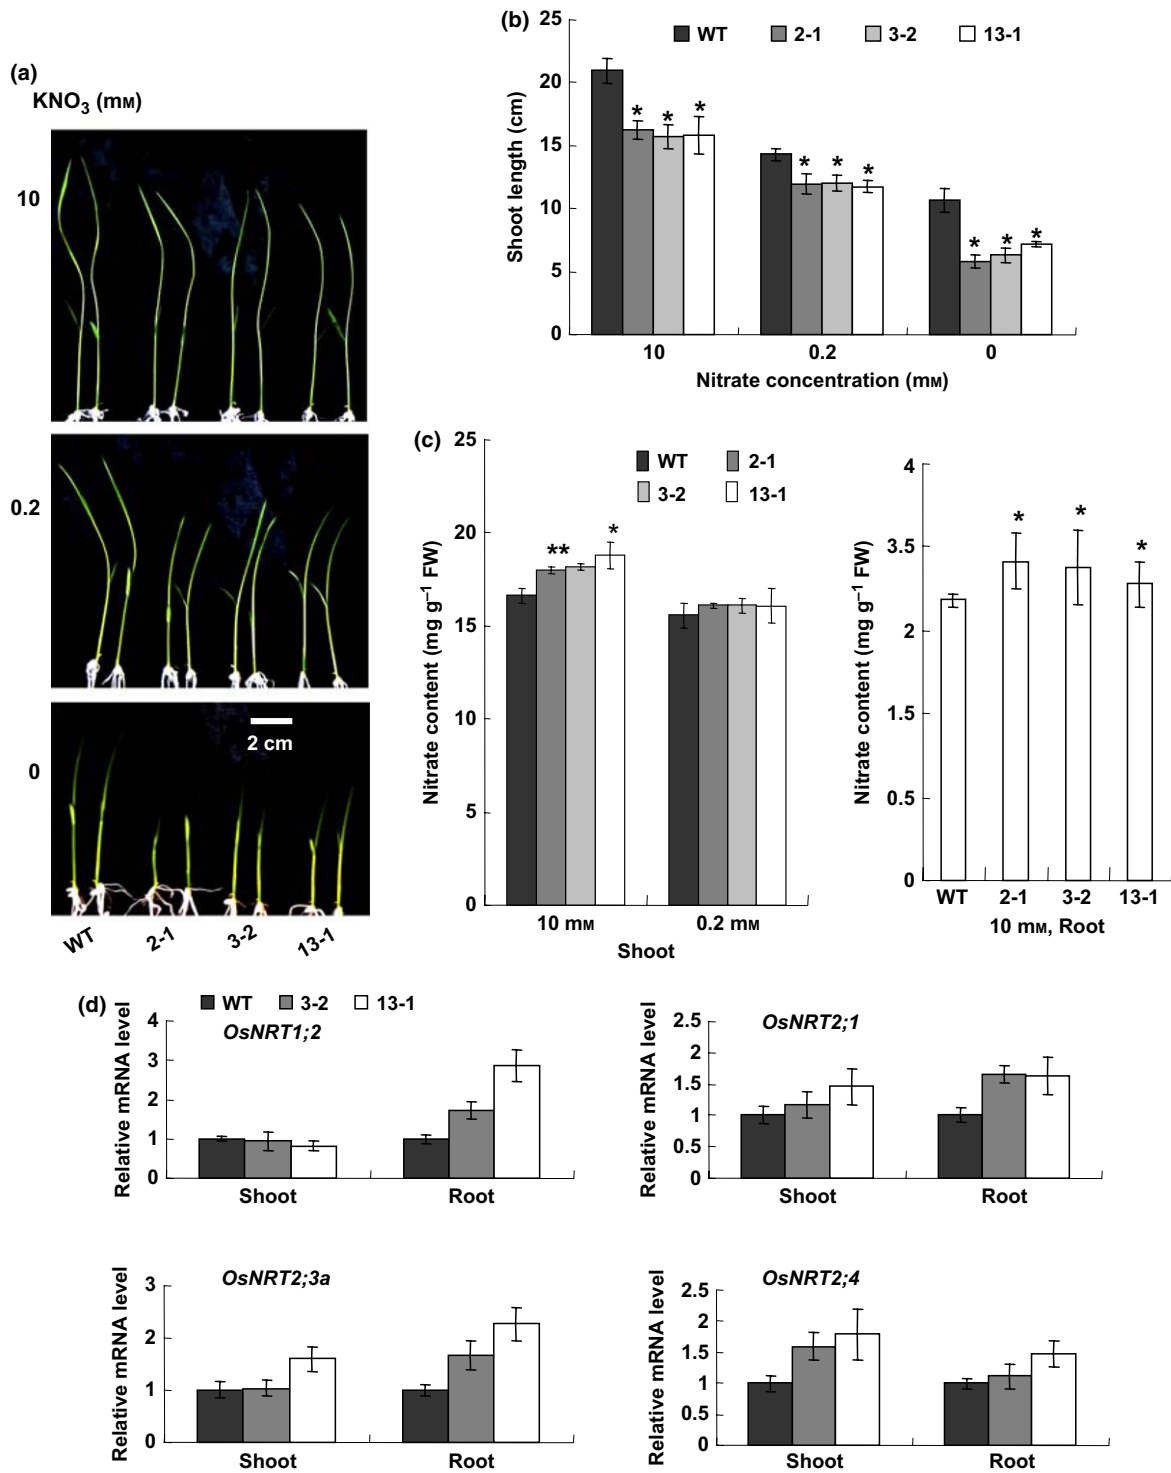 (a)
KNO3 (mM)
10
0.2
0
2 cm
WT 2-1 3-2 13-1
(b)
WT 2-1 3-2 13-1
Shoot length (cm)
25
20
15
10
5
0
* * *
* * *
* * *
10 0.2 0
Nitrate concentration (mM)
(c)
WT 2-1
3-2 13-1
Nitrate content (mg g–1 FW)
25
20
15
10
5
0
** *
10 mM 0.2 mM
Shoot
Nitrate content (mg g–1 FW)
4
3.5
2
1.5
0.5
0
* * *
WT 2-1 3-2 13-1
10 mM, Root
(d)
WT 3-2 13-1
OsNRT1;2
Relative mRNA level
4
3
2
1
0
Shoot Root
OsNRT2;1
Relative mRNA level
2.5
2
1.5
1
0.5
0
Shoot Root
OsNRT2;3a
Relative mRNA level
3
2
1
0
Shoot Root
OsNRT2;4
Relative mRNA level
2.5
2
1.5
1
0.5
0
Shoot Root